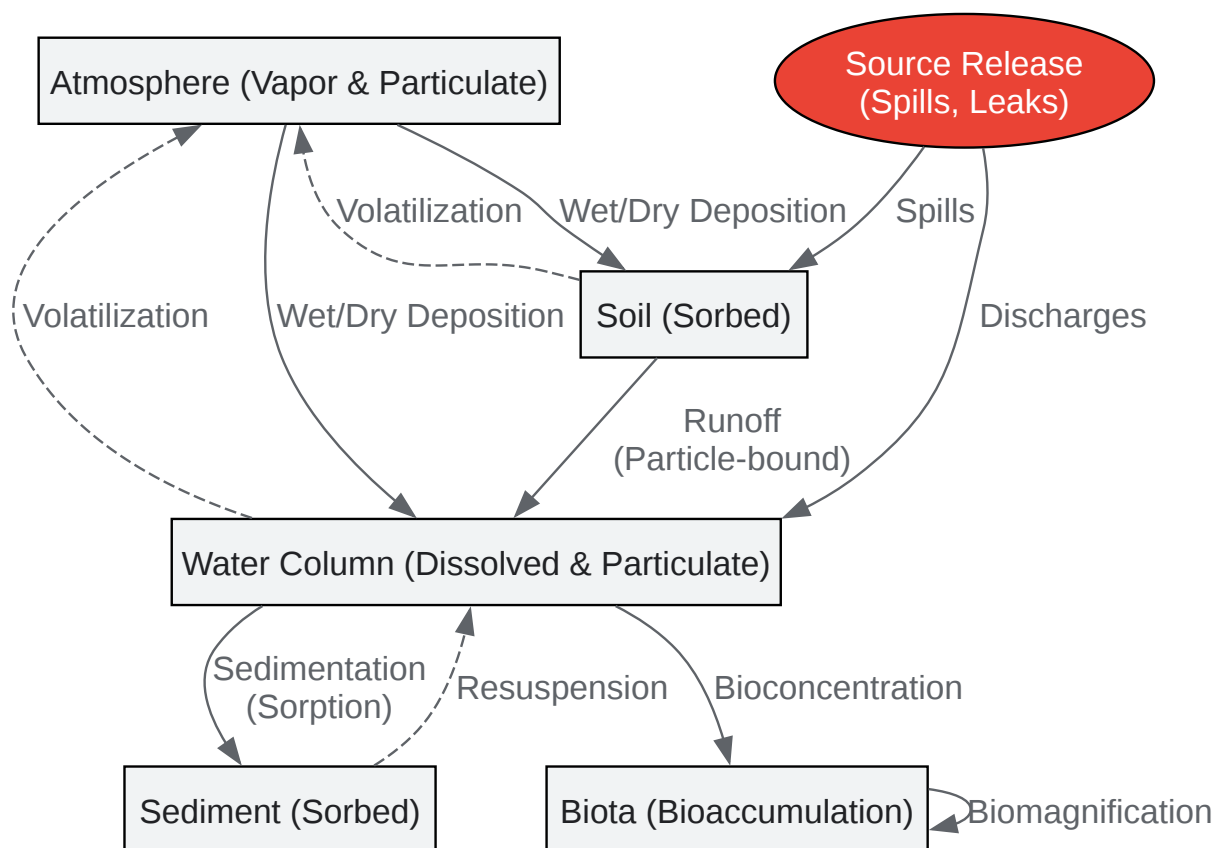 Source Release
(Spills, Leaks)
Atmosphere (Vapor & Particulate)
Volatilization
Wet/Dry Deposition
Spills
Volatilization
Wet/Dry Deposition
Soil (Sorbed)
Discharges
Runoff
(Particle-bound)
Water Column (Dissolved & Particulate)
Sedimentation
(Sorption)
Resuspension
Bioconcentration
Sediment (Sorbed)
Biota (Bioaccumulation)
Biomagnification